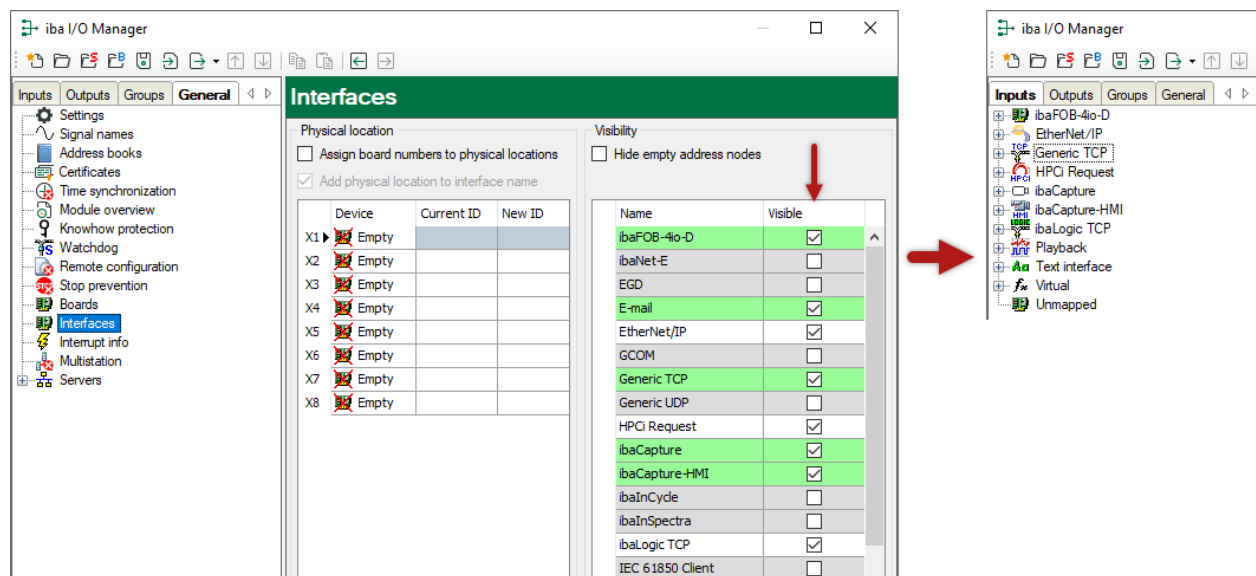 iba I/O Manager
Inputs Outputs Groups General
Settings
Signal names
Address books
Certificates
Time synchronization
Module overview
Knowhow protection
Watchdog
Remote configuration
Stop prevention
Boards
Interfaces
Interrupt info
Multistation
Servers
Interfaces
Physical location
Assign board numbers to physical locations
Add physical location to interface name
Device Current ID New ID
X1 Empty
X2 Empty
X3 Empty
X4 Empty
X5 Empty
X6 Empty
X7 Empty
X8 Empty
Visibility
Hide empty address nodes
Name Visible
ibaFOB-4io-D
ibaNet-E
EGD
E-mail
EtherNet/IP
GCOM
Generic TCP
Generic UDP
HPCi Request
ibaCapture
ibaCapture-HMI
ibaInCycle
ibaInSpectra
ibaLogic TCP
IEC 61850 Client
iba I/O Manager
Inputs Outputs Groups General
ibaFOB-4io-D
EtherNet/IP
TCP Generic TCP
HPCi HPCi Request
ibaCapture
HMI ibaCapture-HMI
LOGIC ibaLogic TCP
Playback
Aa Text interface
fx Virtual
Unmapped